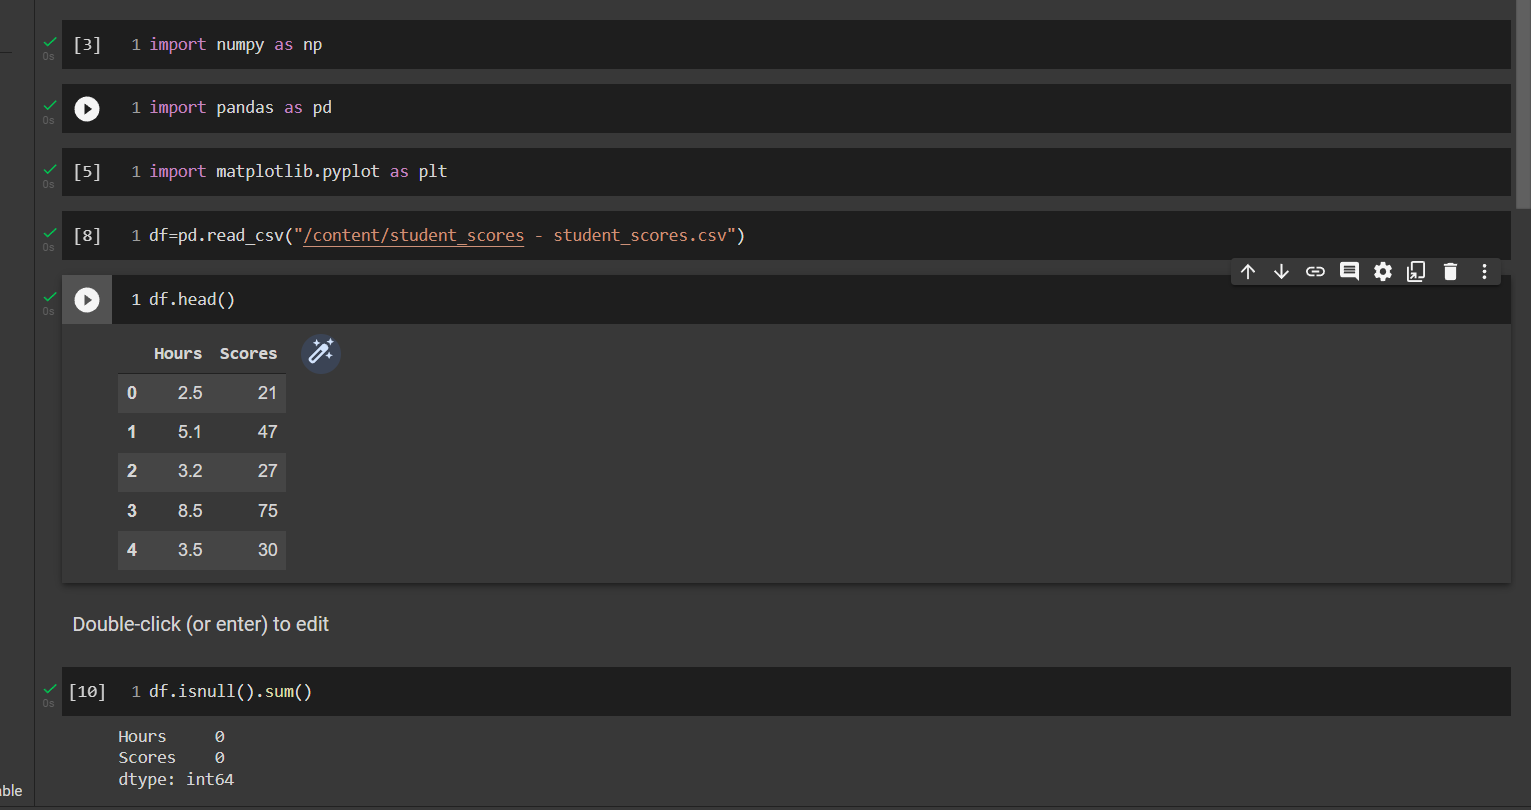 [3] 1 import numpy as np
0s
1 import pandas as pd
0s
[5] 1 import matplotlib.pyplot as plt
0s
[8] 1 df=pd.read_csv("/content/student_scores - student_scores.csv")
0s
1 df.head()
0s
Hours Scores
0 2.5 21
1 5.1 47
2 3.2 27
3 8.5 75
4 3.5 30
Double-click (or enter) to edit
[10] 1 df.isnull().sum()
0s
Hours 0
Scores 0
dtype: int64
able